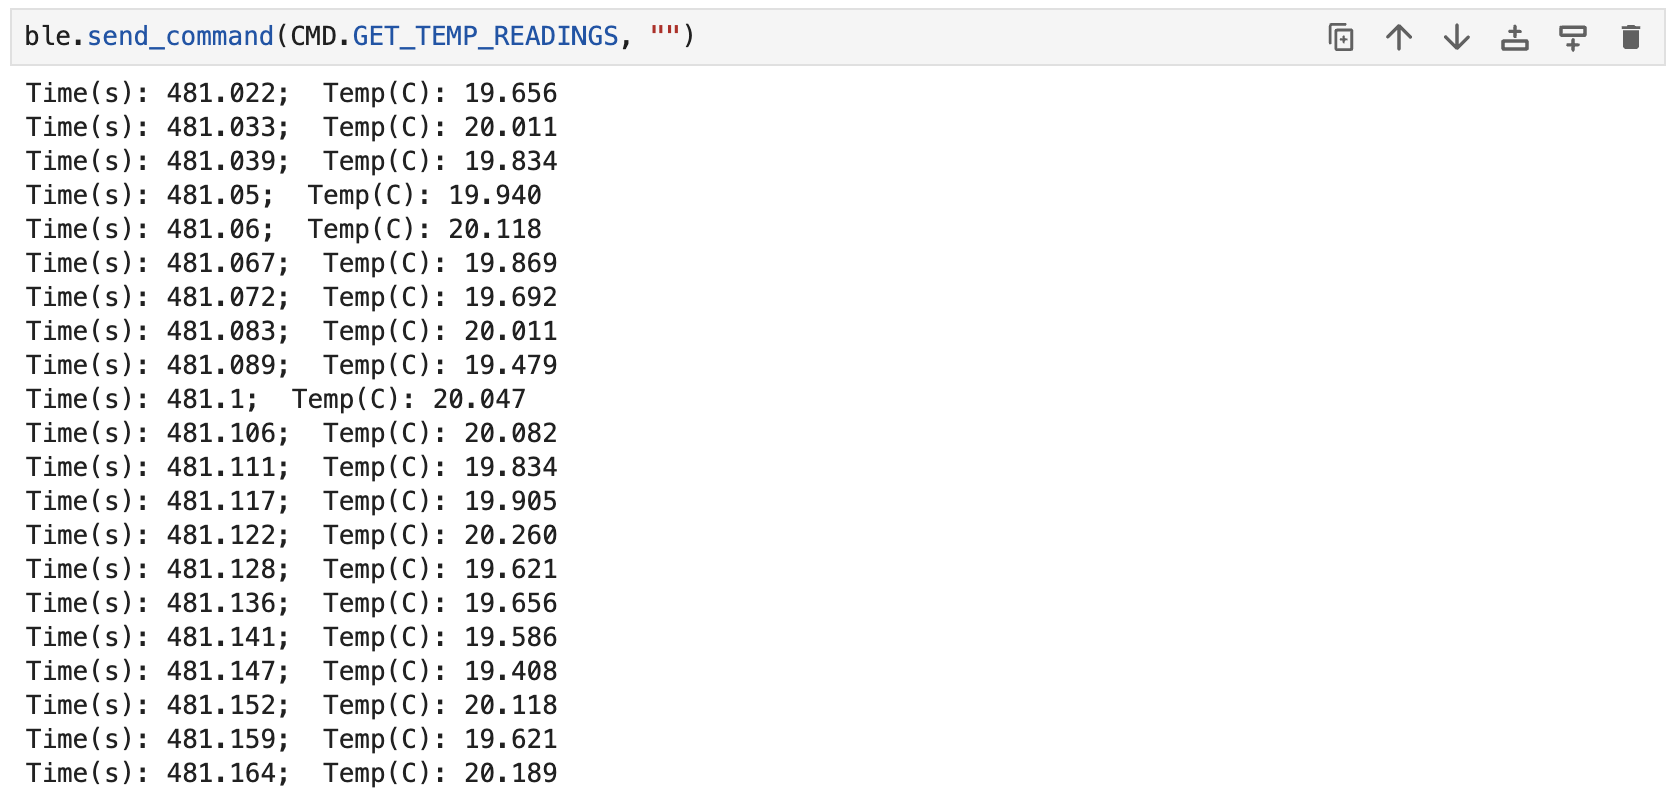 ble.send_command(CMD.GET_TEMP_READINGS, "")
Time(s): 481.022;  Temp(C): 19.656
Time(s): 481.033;  Temp(C): 20.011
Time(s): 481.039;  Temp(C): 19.834
Time(s): 481.05;  Temp(C): 19.940
Time(s): 481.06;  Temp(C): 20.118
Time(s): 481.067;  Temp(C): 19.869
Time(s): 481.072;  Temp(C): 19.692
Time(s): 481.083;  Temp(C): 20.011
Time(s): 481.089;  Temp(C): 19.479
Time(s): 481.1;  Temp(C): 20.047
Time(s): 481.106;  Temp(C): 20.082
Time(s): 481.111;  Temp(C): 19.834
Time(s): 481.117;  Temp(C): 19.905
Time(s): 481.122;  Temp(C): 20.260
Time(s): 481.128;  Temp(C): 19.621
Time(s): 481.136;  Temp(C): 19.656
Time(s): 481.141;  Temp(C): 19.586
Time(s): 481.147;  Temp(C): 19.408
Time(s): 481.152;  Temp(C): 20.118
Time(s): 481.159;  Temp(C): 19.621
Time(s): 481.164;  Temp(C): 20.189